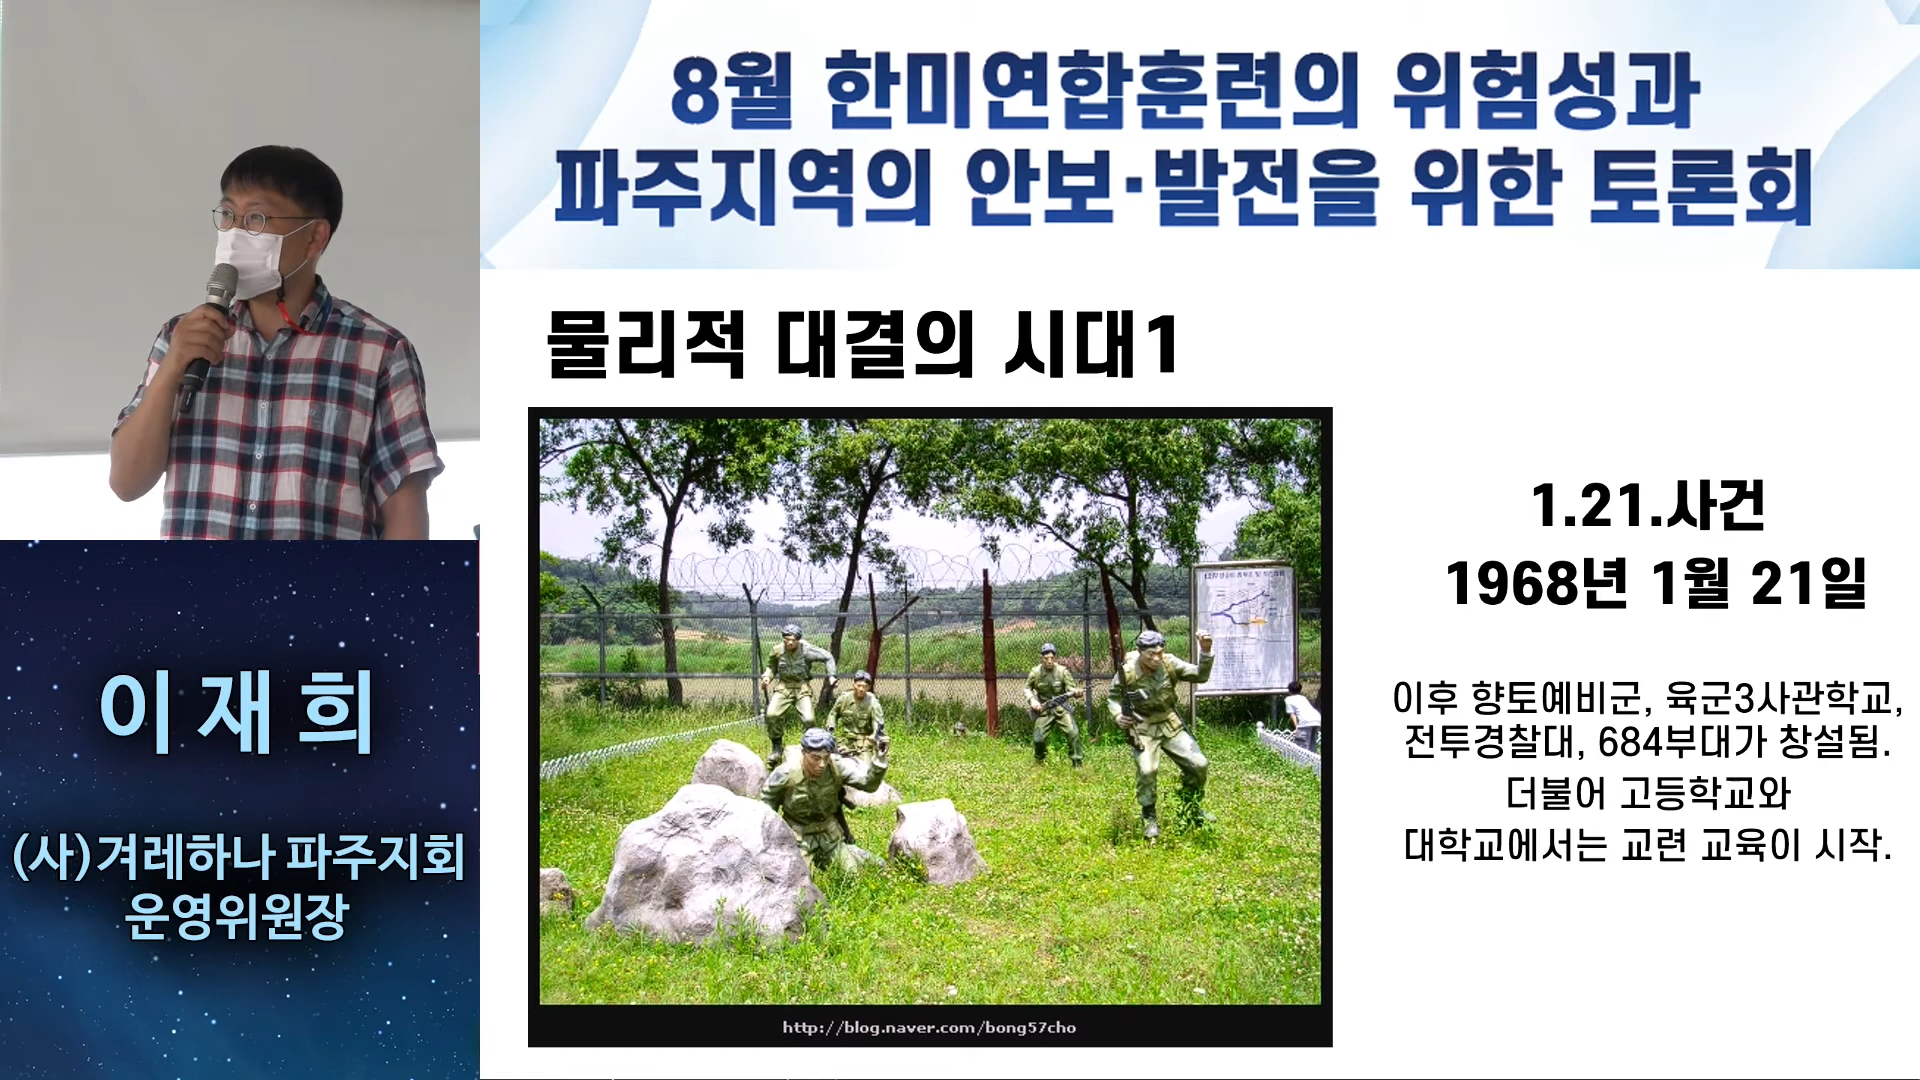 8월 한미연합훈련의 위험성과
파주지역의 안보·발전을 위한 토론회
물리적 대결의 시대1
1.21.사건
1968년 1월 21일
이후 향토예비군, 육군3사관학교,
전투경찰대, 684부대가 창설됨.
더불어 고등학교와
대학교에서는 교련 교육이 시작.
http://blog.naver.com/bong57cho
이재희
(사)겨레하나 파주지회
운영위원장